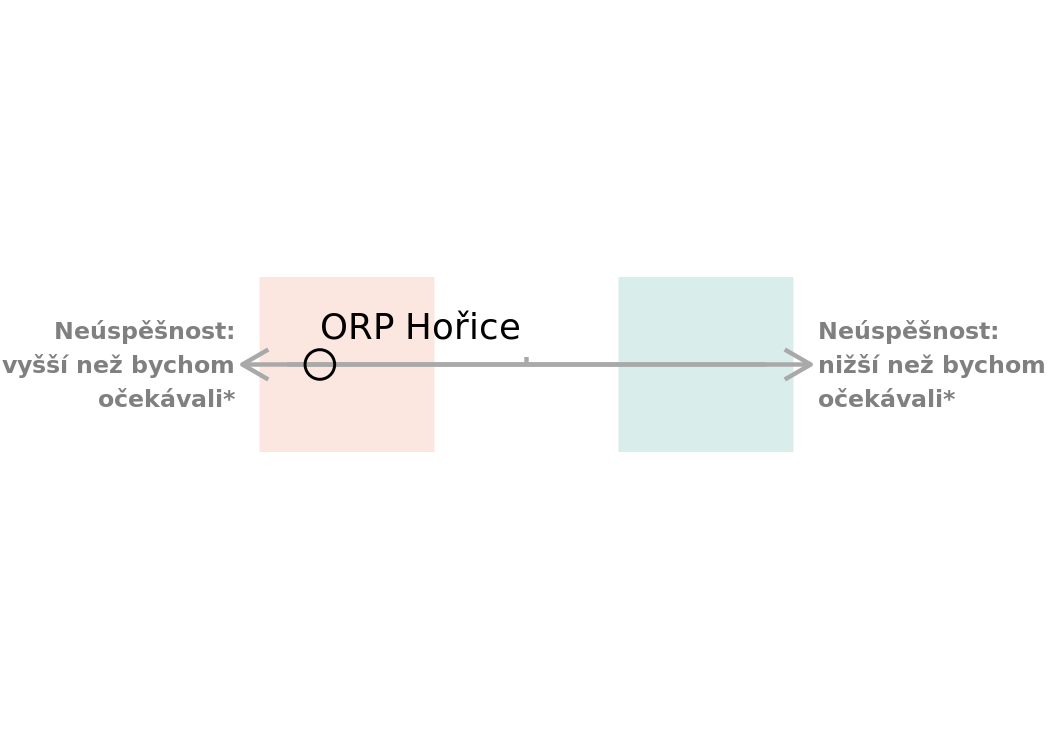 ORP Hořice
Neúspěšnost:
vyšší než bychom
očekávali*
Neúspěšnost:
nižší než bychom
očekávali*